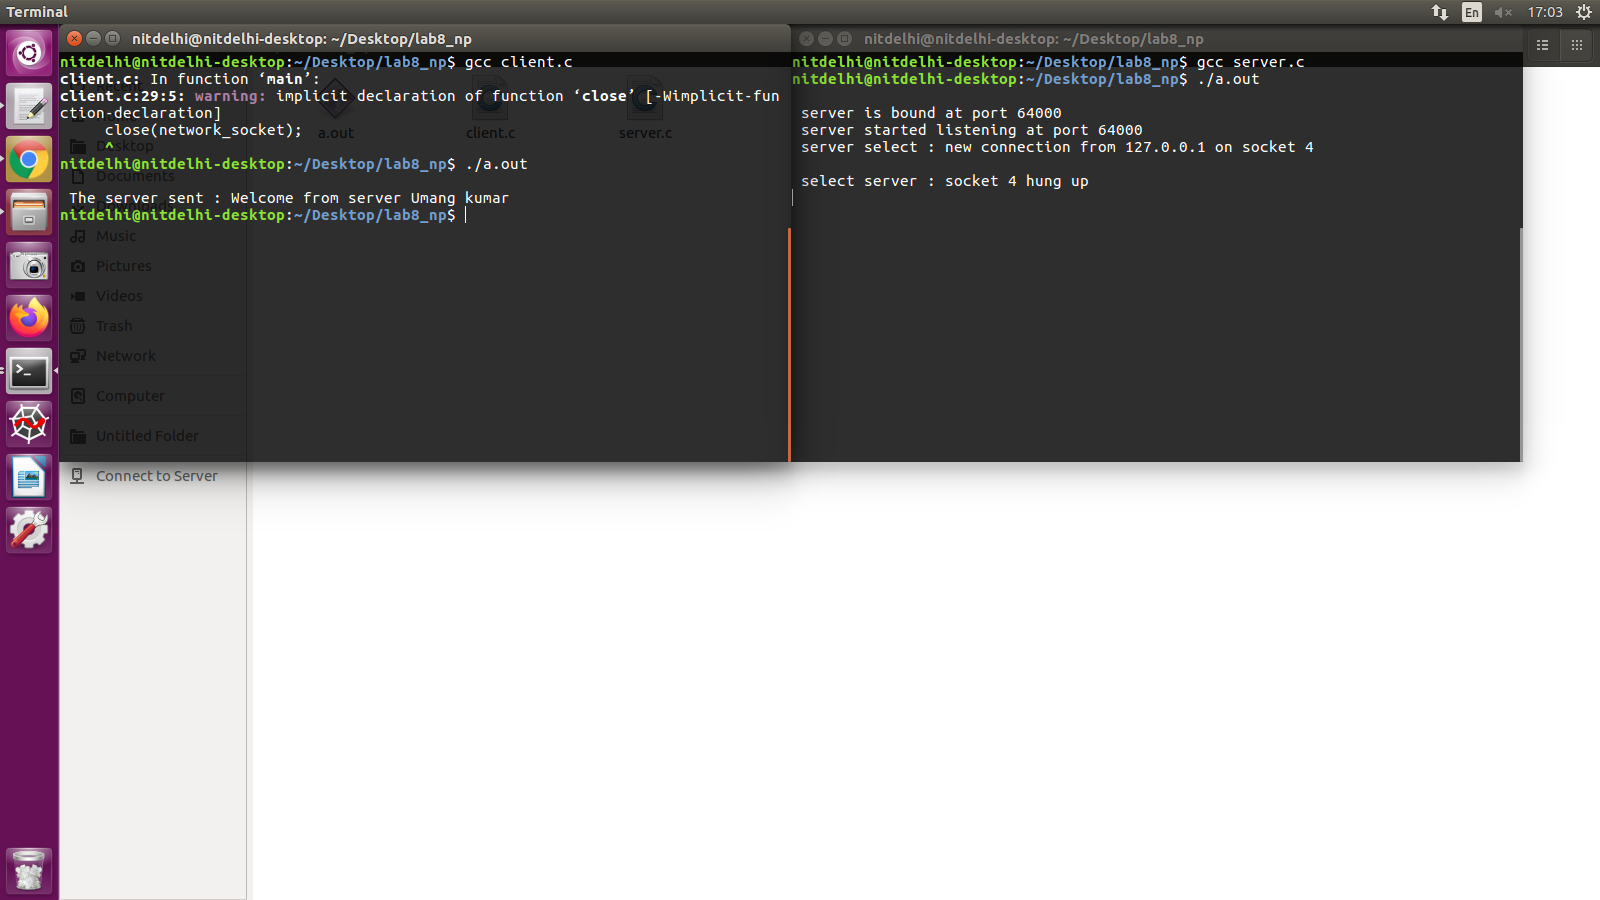 Terminal
En
17:03
nitdelhi@nitdelhi-desktop: ~/Desktop/lab8_np
nitdelhi@nitdelhi-desktop:~/Desktop/lab8_np$ gcc client.c
client.c: In function ‘main’:
client.c:29:5: warning: implicit declaration of function ‘close’ [-Wimplicit-fun
ction-declaration]
close(network_socket);
^
nitdelhi@nitdelhi-desktop:~/Desktop/lab8_np$ ./a.out
The server sent : Welcome from server Umang kumar
nitdelhi@nitdelhi-desktop:~/Desktop/lab8_np$
nitdelhi@nitdelhi-desktop: ~/Desktop/lab8_np
nitdelhi@nitdelhi-desktop:~/Desktop/lab8_np$ gcc server.c
nitdelhi@nitdelhi-desktop:~/Desktop/lab8_np$ ./a.out
server is bound at port 64000
server started listening at port 64000
server select : new connection from 127.0.0.1 on socket 4
select server : socket 4 hung up
a.out
client.c
server.c
Desktop
Documents
Music
Pictures
Videos
Trash
Network
Computer
Untitled Folder
Connect to Server